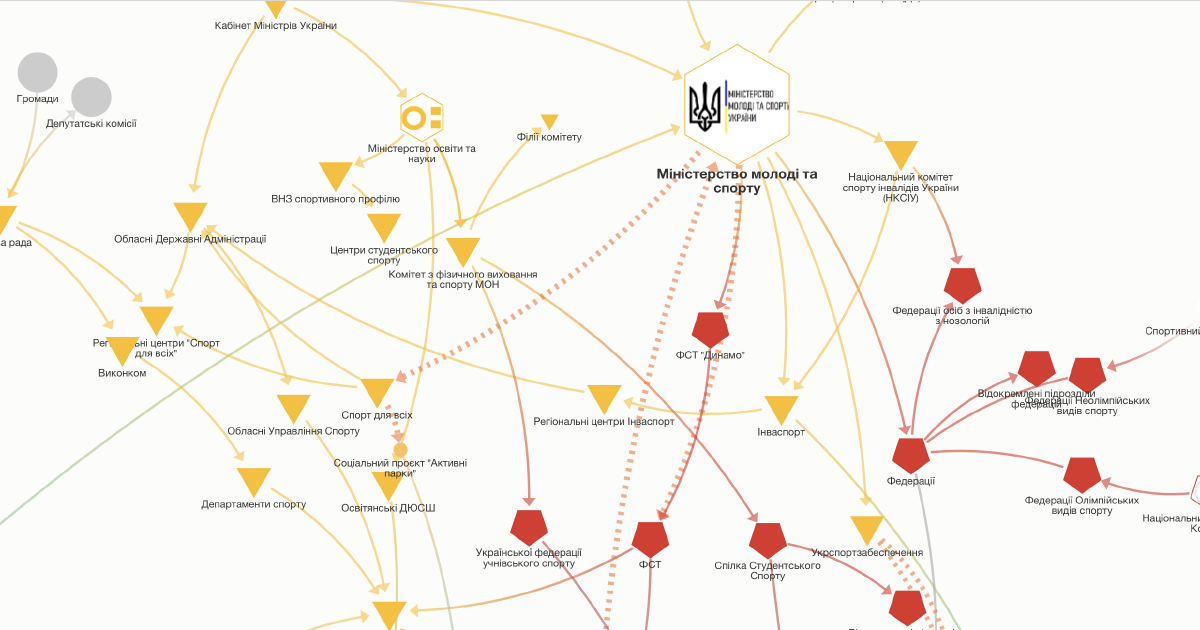 Кабінет Міністрів України
Громади
Депутатські комісії
Міністерство освіти та
науки
Філії комітету
МІНІСТЕРСТВО
МОЛОДІ ТА СПОРТУ
УКРАЇНИ
Міністерство молоді та
спорту
Національний комітет
спорту інвалідів України
(НКСІУ)
ВНЗ спортивного профілю
Обласні Державні Адміністрації
а рада
Центри студентського
спорту
Комітет з фізичного виховання
та спорту МОН
Федерації осіб з інвалідністю
з нозологій
Регіональні центри "Спорт
для всіх"
Виконком
ФСТ "Динамо"
Спортивний
Відокремлені підрозділи
федерацій
Федерації Неолімпійських
видів спорту
Спорт для всіх
Обласні Управління Спорту
Регіональні центри Інваспорт
Інваспорт
Соціальний проєкт "Активні
парки"
Федерації
Департаменти спорту
Освітянські ДЮСШ
Федерації Олімпійських
видів спорту
Національни
Ко
Української федерації
учнівського спорту
ФСТ
Спілка Студентського
Спорту
Укрспортзабезпечення